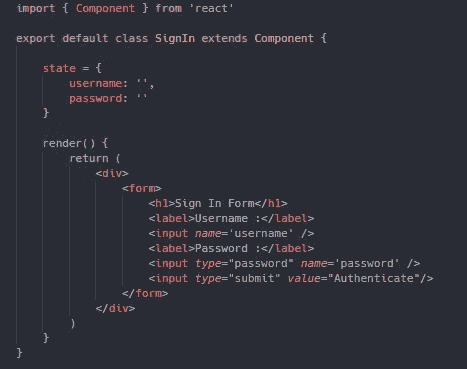 import { Component } from 'react'
export default class SignIn extends Component {
state = {
username: '',
password: ''
}
render() {
return (
<div>
<form>
<h1>Sign In Form</h1>
<label>Username :</label>
<input name='username' />
<label>Password :</label>
<input type="password" name='password' />
<input type="submit" value="Authenticate"/>
</form>
</div>
)
}
}